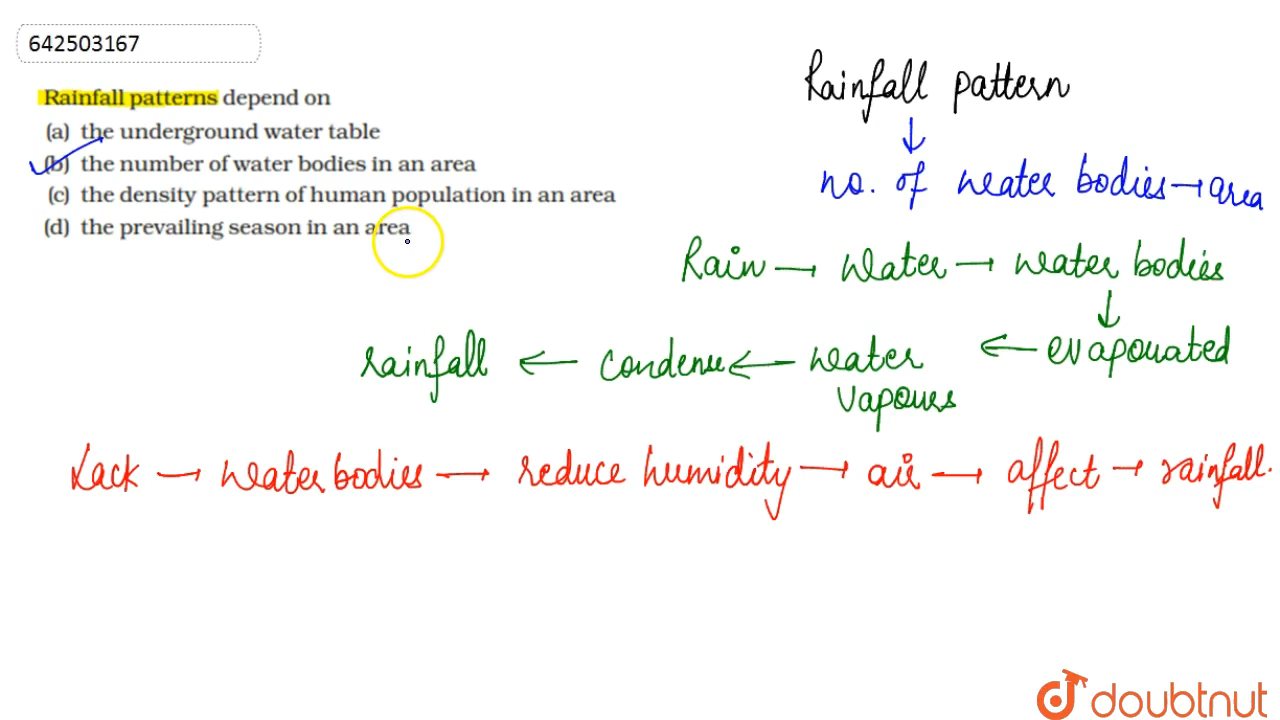 642503167
Rainfall patterns depend on
(a) the underground water table
(b) the number of water bodies in an area
(c) the density pattern of human population in an area
(d) the prevailing season in an area
Rainfall pattern
↓
no. of water bodies → area
Rain → water → water bodies
↓
rainfall ← condense ← water vapours ← evapourated
Lack → water bodies → reduce humidity → air → affect → rainfall.
doubtnut